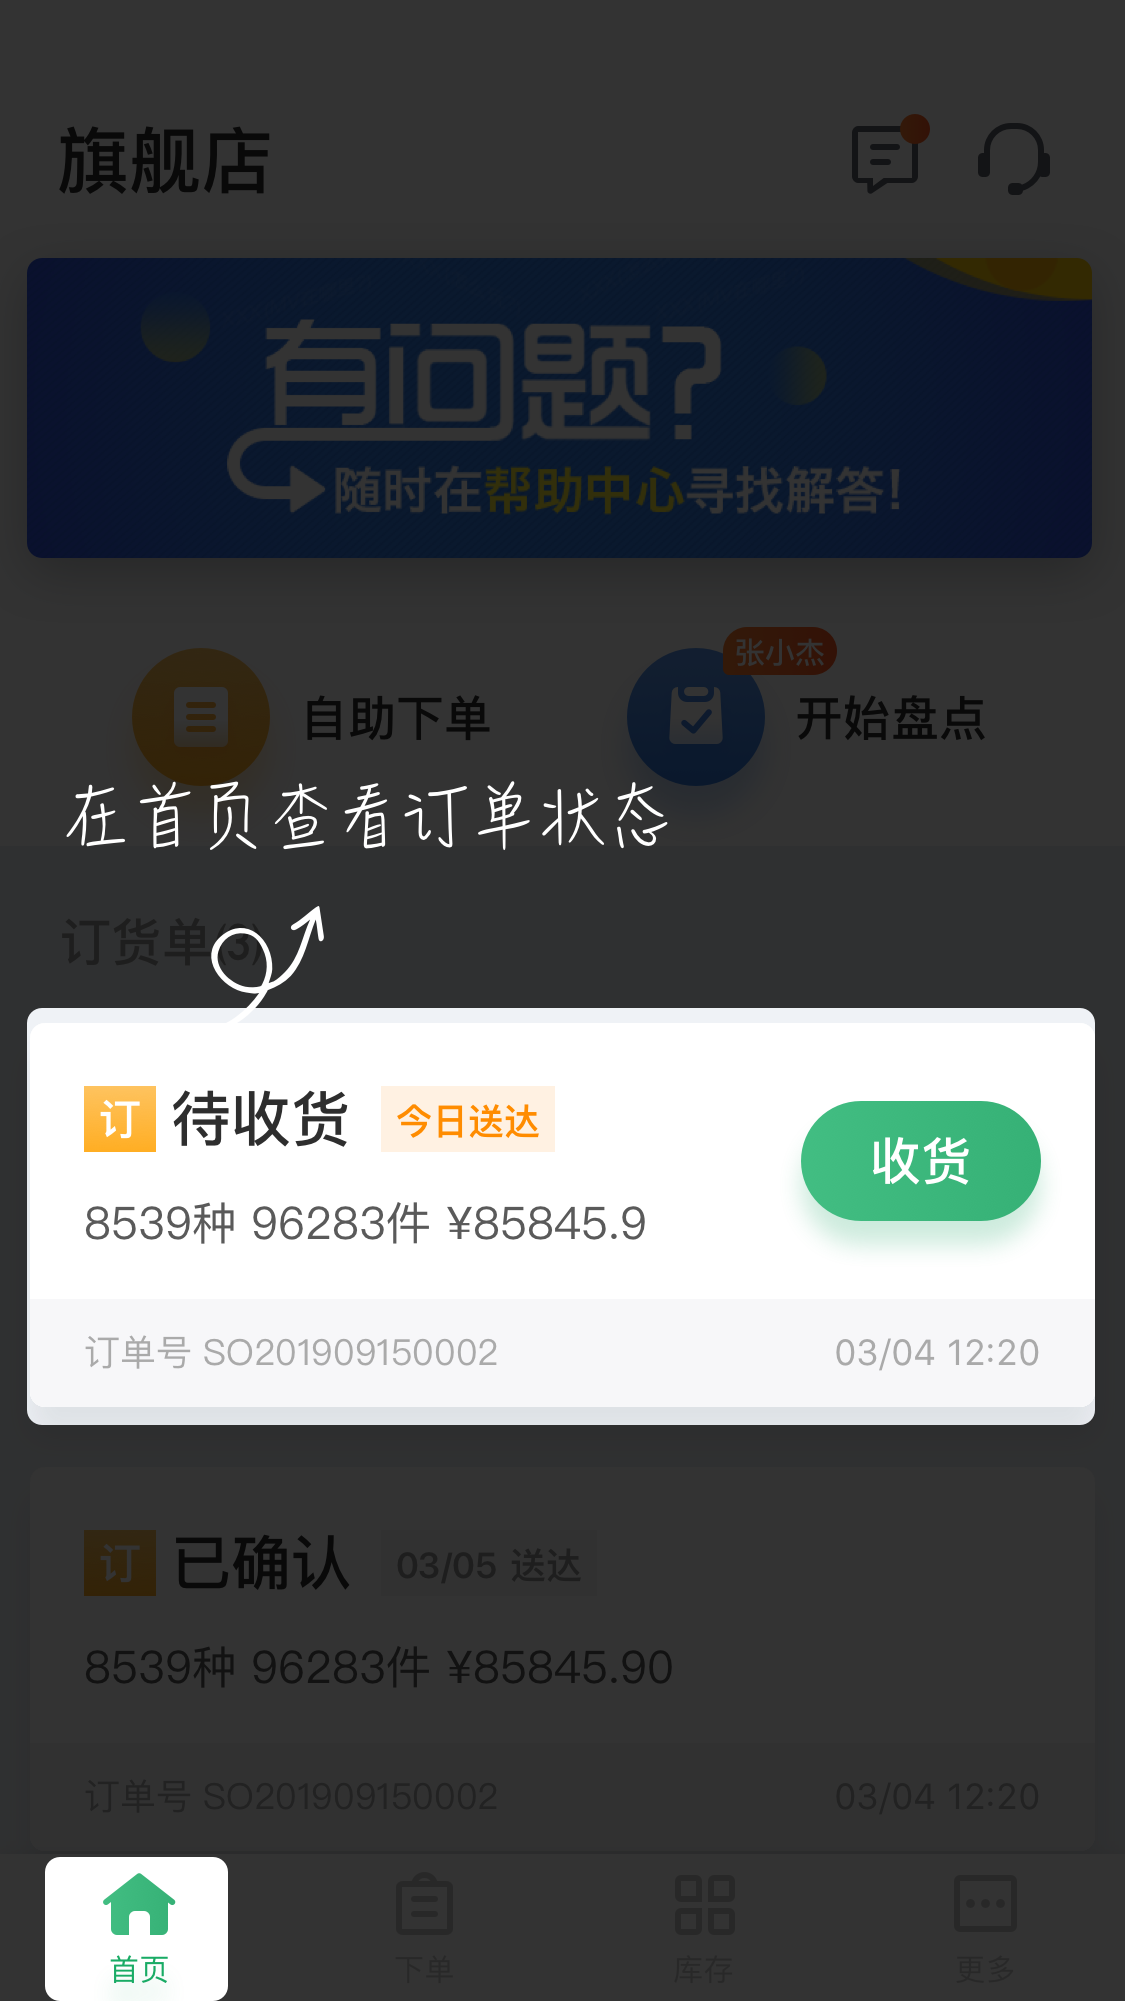 旗舰店
有问题?
随时在帮助中心寻找解答!
张小杰
自助下单
开始盘点
在首页查看订单状态
订货单(3)
订 待收货 今日送达
收货
8539种 96283件 ¥85845.9
订单号 SO201909150002 03/04 12:20
订 已确认 03/05 送达
8539种 96283件 ¥85845.90
订单号 SO201909150002 03/04 12:20
首页 下单 库存 更多